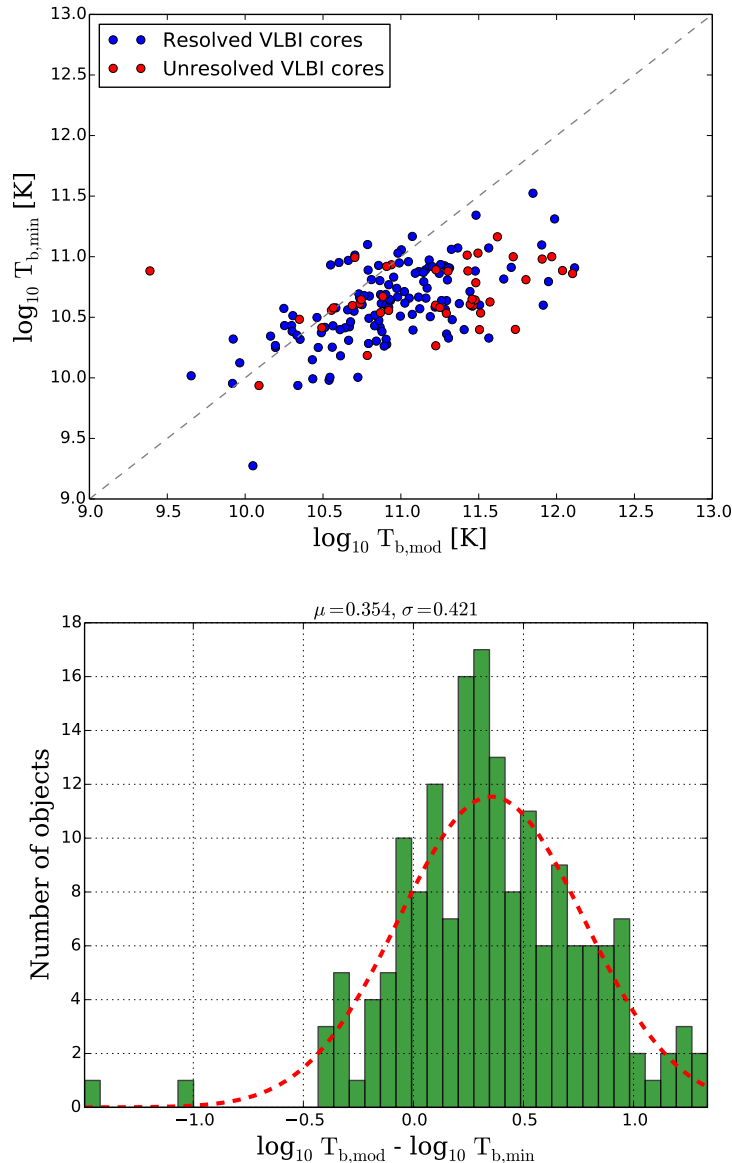 13.0
12.5
12.0
11.5
11.0
10.5
10.0
9.5
9.0
log₁₀ T_b,min [K]
Resolved VLBI cores
Unresolved VLBI cores
9.0 9.5 10.0 10.5 11.0 11.5 12.0 12.5 13.0
log₁₀ T_b,mod [K]
μ=0.354, σ=0.421
18
16
14
12
10
8
6
4
2
0
Number of objects
−1.0 −0.5 0.0 0.5 1.0
log₁₀ T_b,mod - log₁₀ T_b,min